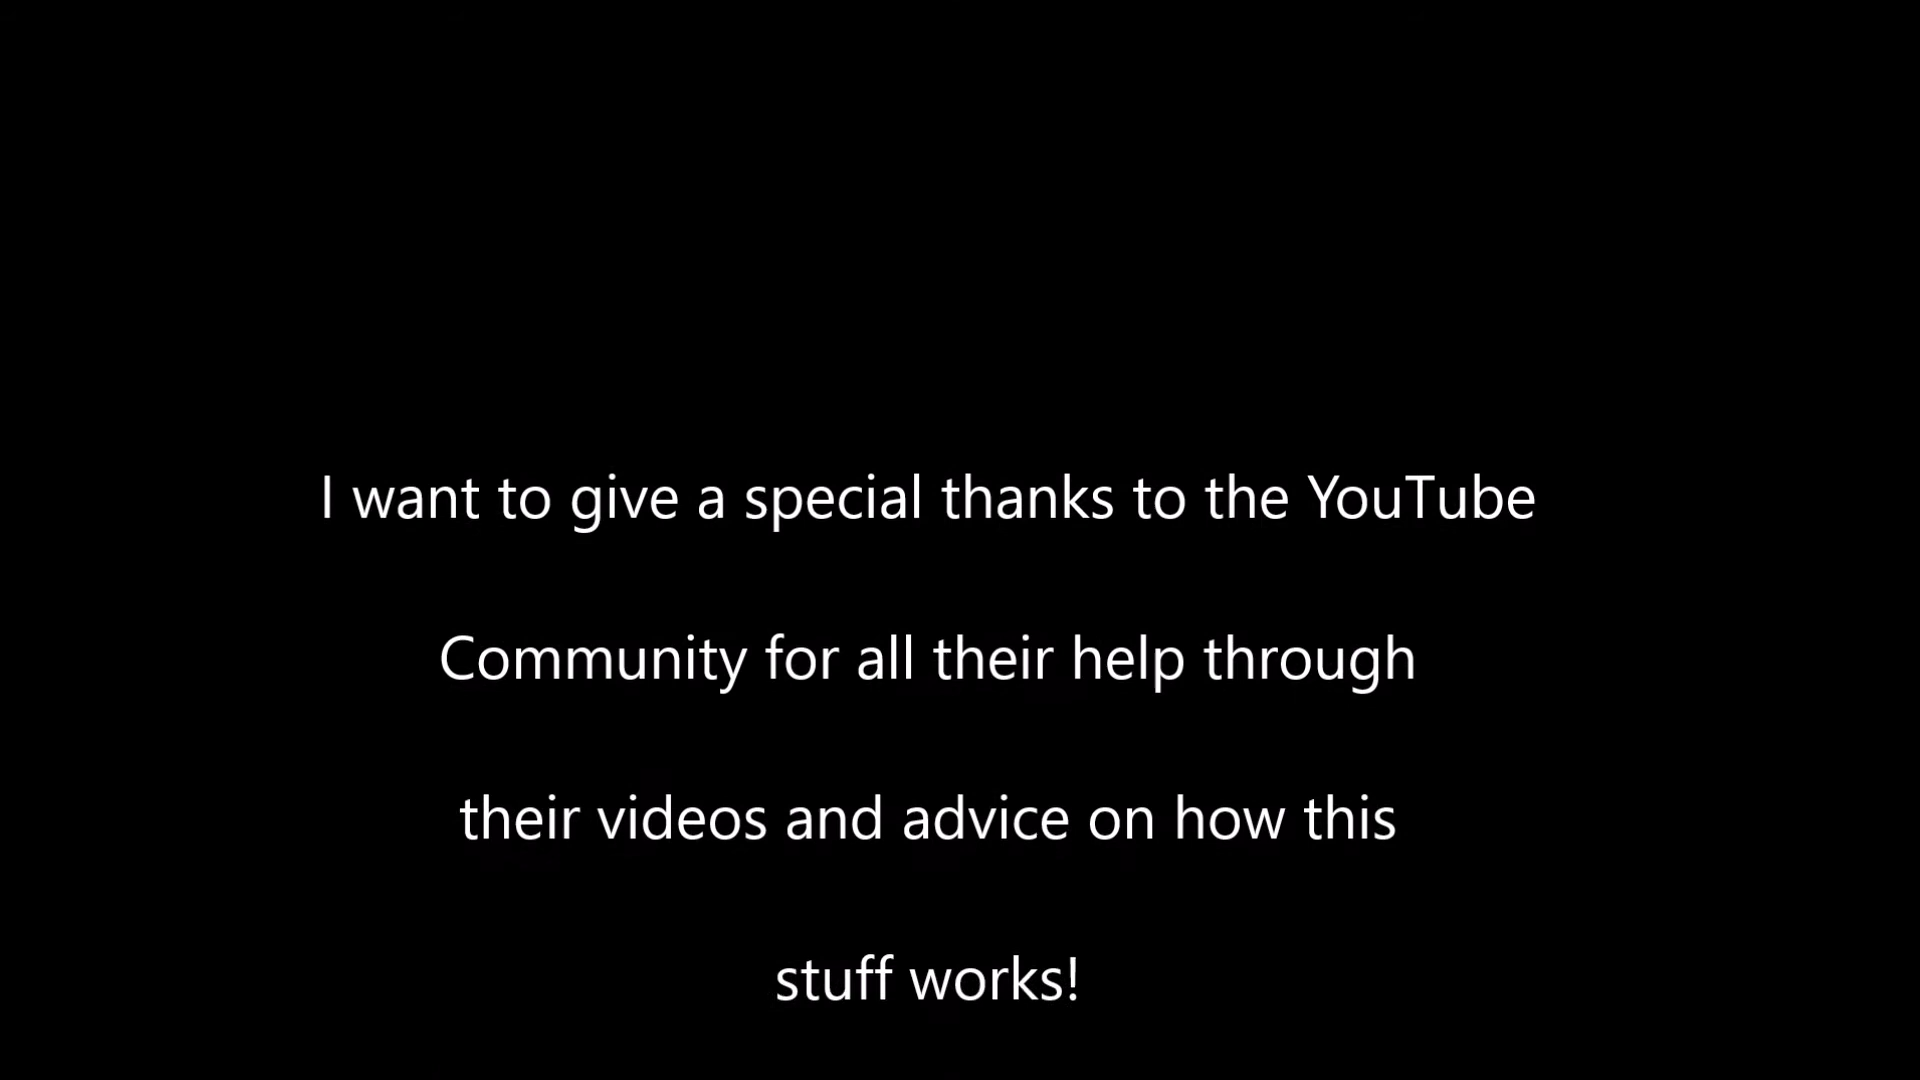 I want to give a special thanks to the YouTube
Community for all their help through
their videos and advice on how this
stuff works!